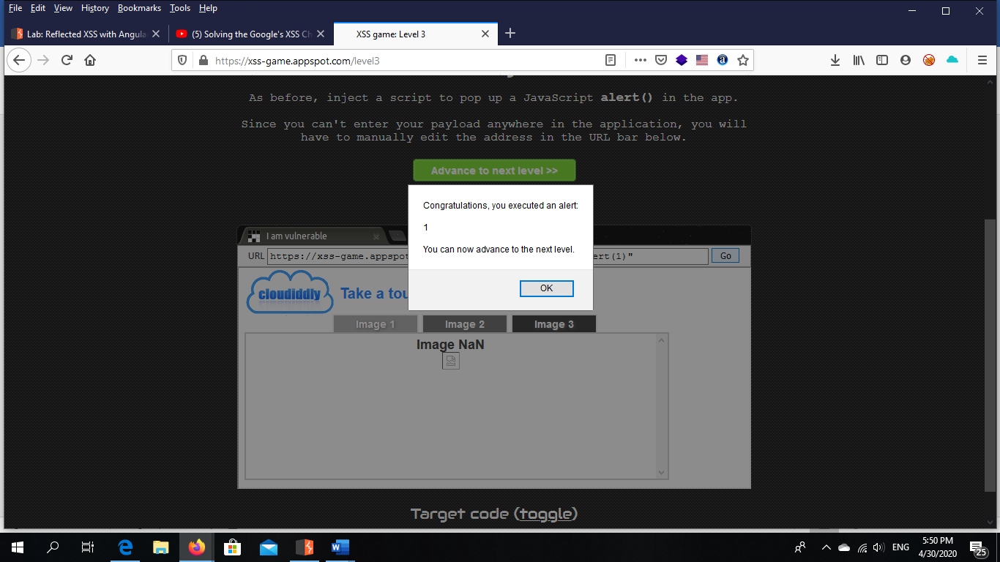 File Edit View History Bookmarks Tools Help
Lab: Reflected XSS with Angula
(5) Solving the Google's XSS Ch
XSS game: Level 3
https://xss-game.appspot.com/level3
As before, inject a script to pop up a JavaScript alert() in the app.
Since you can't enter your payload anywhere in the application, you will
have to manually edit the address in the URL bar below.
Advance to next level >>
Congratulations, you executed an alert:
1
You can now advance to the next level.
OK
I am vulnerable
URL https://xss-game.appspot ert(1)" Go
cloudiddly Take a tou
Image 1 Image 2 Image 3
Image NaN
Target code (toggle)
ENG
5:50 PM
4/30/2020
25